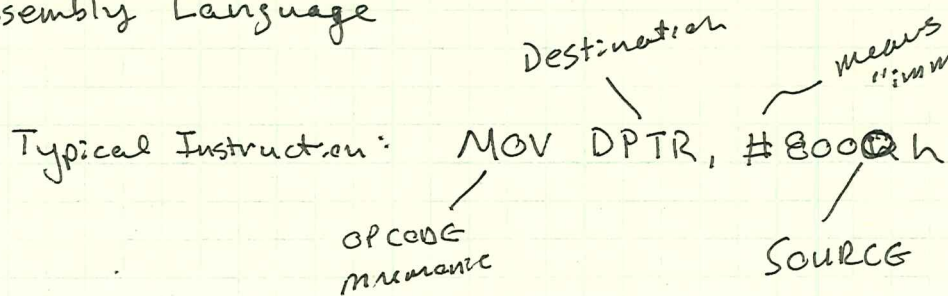 sembly Language
Destination
means
"imm
Typical Instruction: MOV DPTR, #8000h
OPCODE
mnemonic
SOURCE